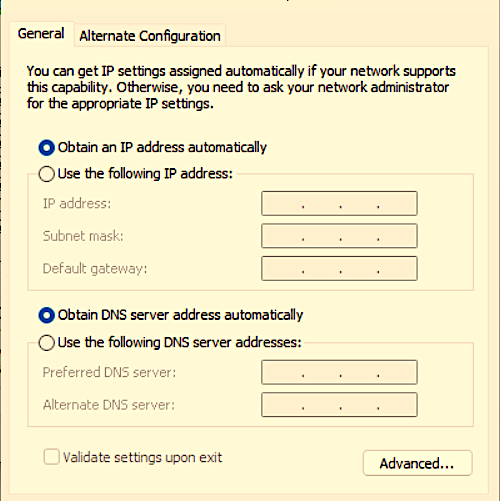 General
Alternate Configuration
You can get IP settings assigned automatically if your network supports
this capability. Otherwise, you need to ask your network administrator
for the appropriate IP settings.
Obtain an IP address automatically
Use the following IP address:
IP address:
Subnet mask:
Default gateway:
Obtain DNS server address automatically
Use the following DNS server addresses:
Preferred DNS server:
Alternate DNS server:
Validate settings upon exit
Advanced...